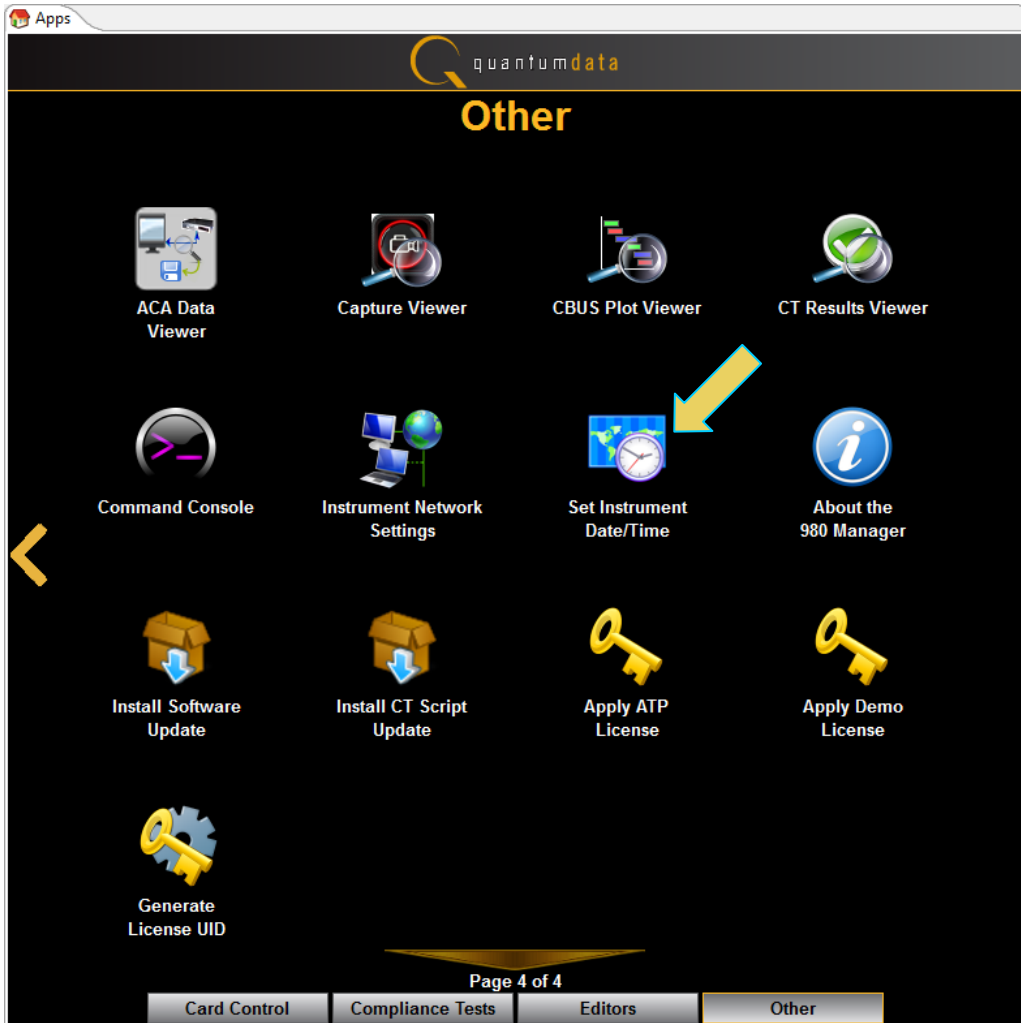 Apps
quantumdata
Other
ACA Data
Viewer
Capture Viewer
CBUS Plot Viewer
CT Results Viewer
Command Console
Instrument Network
Settings
Set Instrument
Date/Time
About the
980 Manager
Install Software
Update
Install CT Script
Update
Apply ATP
License
Apply Demo
License
Generate
License UID
Page 4 of 4
Card Control
Compliance Tests
Editors
Other